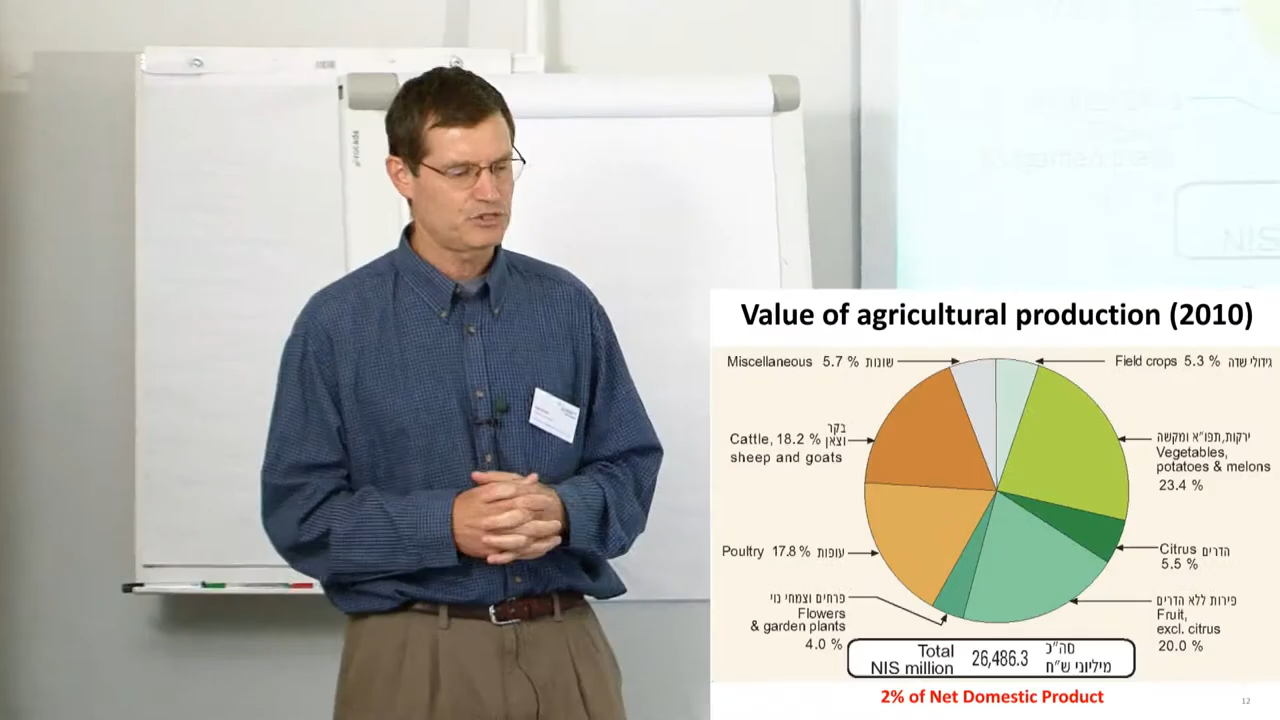 Value of agricultural production (2010)
Miscellaneous 5.7 % שונות
Field crops 5.3 % גידולי שדה
ירקות,תפו"א ומקשה
Vegetables,
potatoes & melons
23.4 %
בקר
Cattle, 18.2 % וצאן
sheep and goats
Citrus הדרים
5.5 %
Poultry 17.8 % עופות
פירות ללא הדרים
Fruit,
excl. citrus
20.0 %
פרחים וצמחי נוי
Flowers
& garden plants
4.0 %
Total סה"כ
NIS million 26,486.3 מיליוני ש"ח
2% of Net Domestic Product
12
NIS